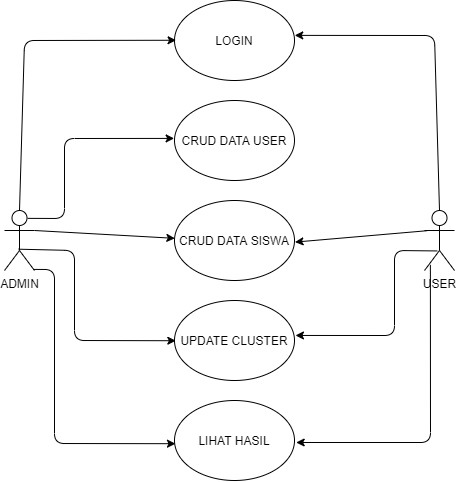 LOGIN
CRUD DATA USER
CRUD DATA SISWA
ADMIN
USER
UPDATE CLUSTER
LIHAT HASIL